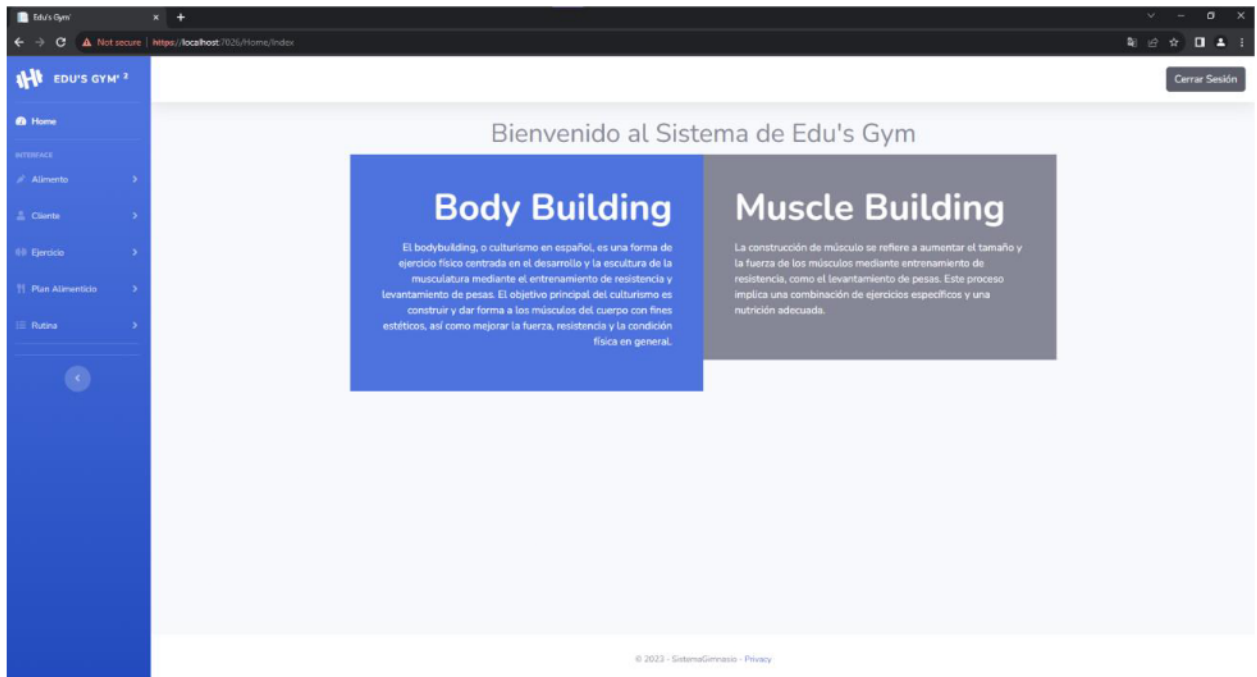 Edu's Gym'
Not secure | https://localhost:7026/Home/Index
EDU'S GYM' 2
Cerrar Sesión
Home
INTERFACE
Alimento
Cliente
Ejercicio
Plan Alimenticio
Rutina
Bienvenido al Sistema de Edu's Gym
Body Building
El bodybuilding, o culturismo en español, es una forma de
ejercicio físico centrada en el desarrollo y la escultura de la
musculatura mediante el entrenamiento de resistencia y
levantamiento de pesas. El objetivo principal del culturismo es
construir y dar forma a los músculos del cuerpo con fines
estéticos, así como mejorar la fuerza, resistencia y la condición
física en general.
Muscle Building
La construcción de músculo se refiere a aumentar el tamaño y
la fuerza de los músculos mediante entrenamiento de
resistencia, como el levantamiento de pesas. Este proceso
implica una combinación de ejercicios específicos y una
nutrición adecuada.
© 2023 - SistemaGimnasio - Privacy